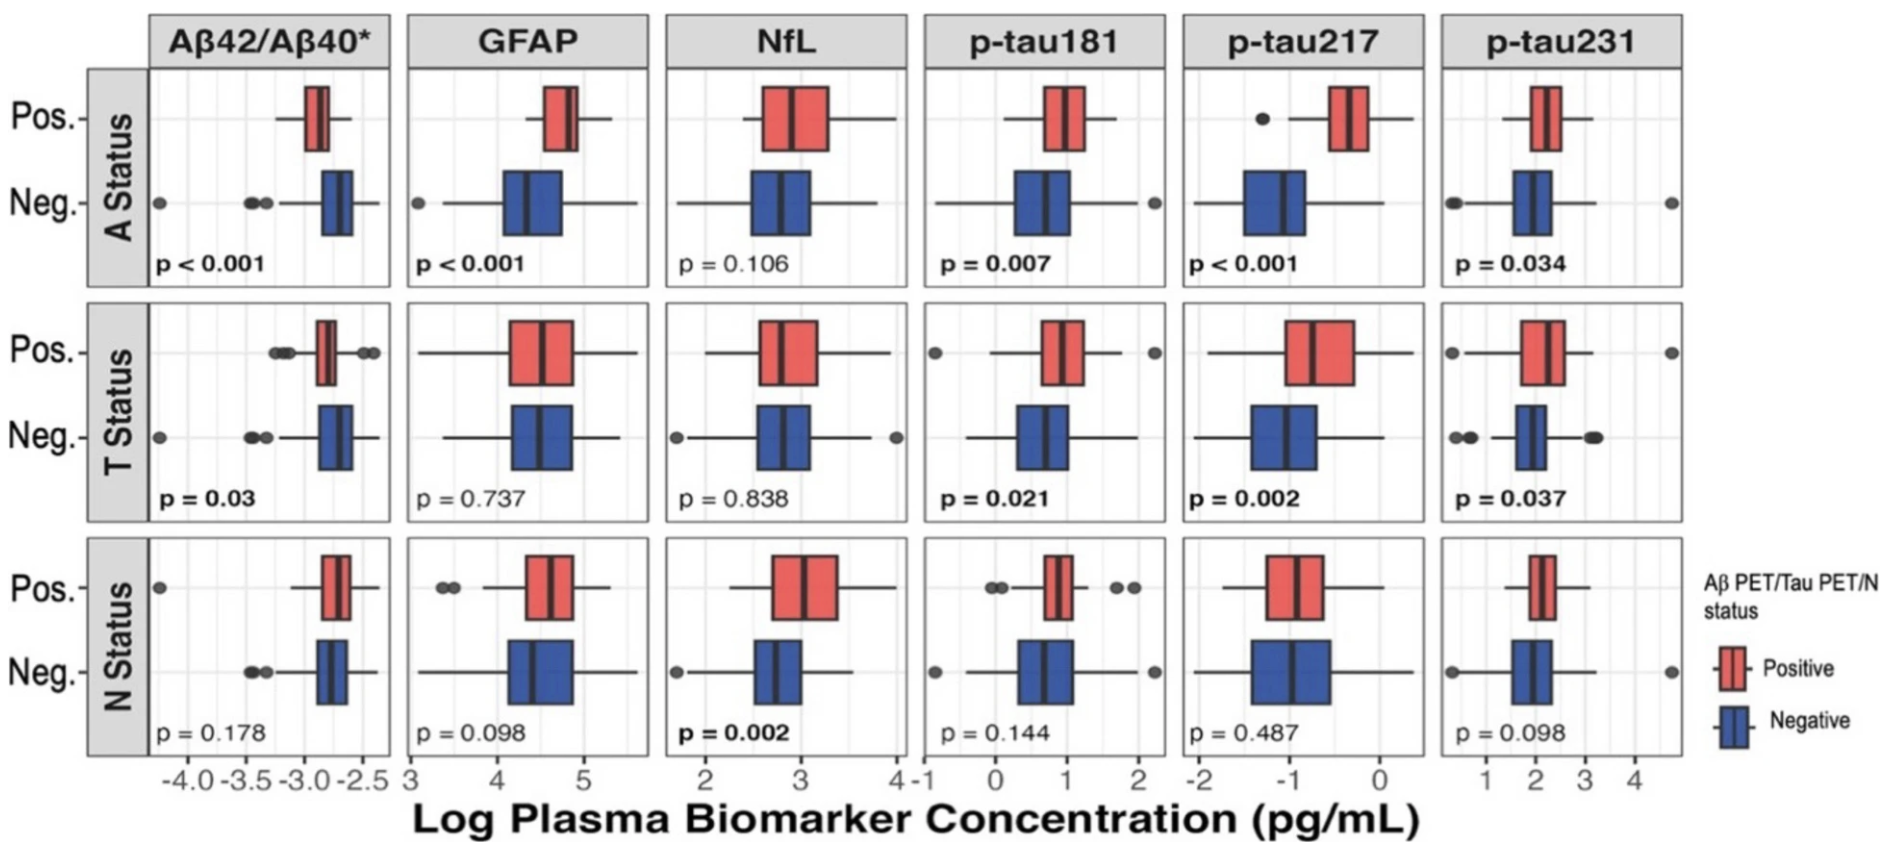 Aβ42/Aβ40* GFAP NfL p-tau181 p-tau217 p-tau231
A Status
Pos.
Neg.
p < 0.001 p < 0.001 p = 0.106 p = 0.007 p < 0.001 p = 0.034
T Status
Pos.
Neg.
p = 0.03 p = 0.737 p = 0.838 p = 0.021 p = 0.002 p = 0.037
N Status
Pos.
Neg.
p = 0.178 p = 0.098 p = 0.002 p = 0.144 p = 0.487 p = 0.098
-4.0 -3.5 -3.0 -2.5 3 4 5 2 3 4 -1 0 1 2 -2 -1 0 1 2 3 4
Log Plasma Biomarker Concentration (pg/mL)
Aβ PET/Tau PET/N
status
Positive
Negative